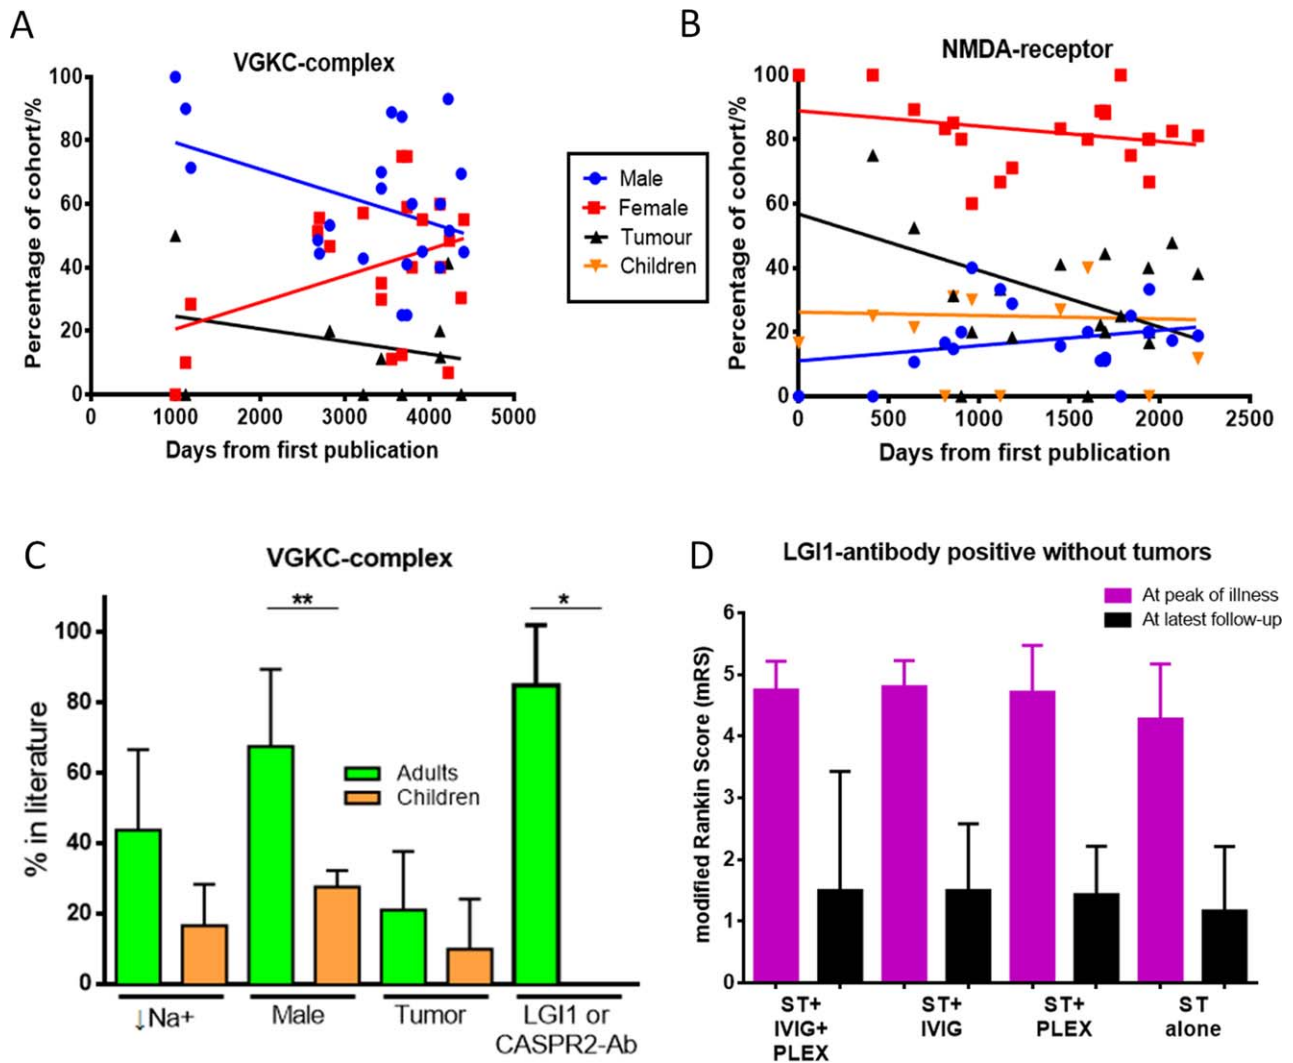 A
VGKC-complex
Percentage of cohort/%
100
80
60
40
20
0
0 1000 2000 3000 4000 5000
Days from first publication
Male
Female
Tumour
Children
B
NMDA-receptor
Percentage of cohort/%
100
80
60
40
20
0
0 500 1000 1500 2000 2500
Days from first publication
C
VGKC-complex
% in literature
100
80
60
40
20
0
**
*
Adults
Children
↓Na+ Male Tumor LGI1 or
CASPR2-Ab
D
LGI1-antibody positive without tumors
At peak of illness
At latest follow-up
modified Rankin Score (mRS)
6
5
4
3
2
1
0
ST+ ST+ ST+ ST
IVIG+ IVIG PLEX alone
PLEX